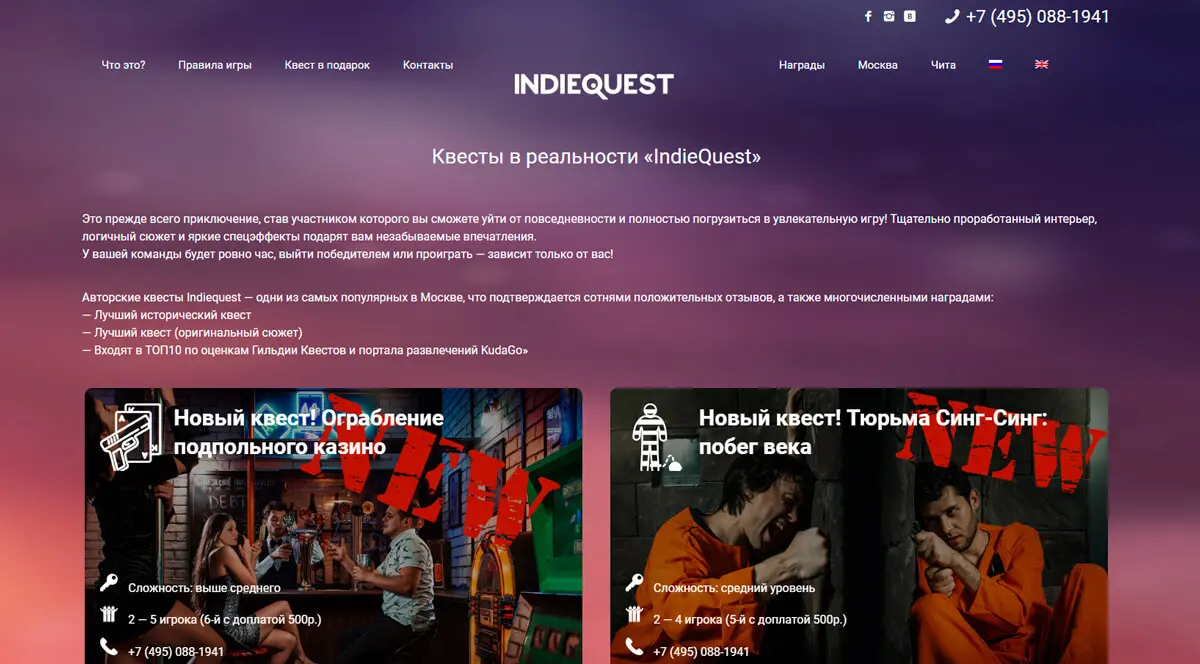 +7 (495) 088-1941
Что это?
Правила игры
Квест в подарок
Контакты
INDIEQUEST
Награды
Москва
Чита
Квесты в реальности «IndieQuest»
Это прежде всего приключение, став участником которого вы сможете уйти от повседневности и полностью погрузиться в увлекательную игру! Тщательно проработанный интерьер,
логичный сюжет и яркие спецэффекты подарят вам незабываемые впечатления.
У вашей команды будет ровно час, выйти победителем или проиграть — зависит только от вас!
Авторские квесты Indiequest — одни из самых популярных в Москве, что подтверждается сотнями положительных отзывов, а также многочисленными наградами:
— Лучший исторический квест
— Лучший квест (оригинальный сюжет)
— Входят в ТОП10 по оценкам Гильдии Квестов и портала развлечений KudaGo»
Новый квест! Ограбление
подпольного казино
NEW
DEBT
Сложность: выше среднего
2 — 5 игрока (6-й с доплатой 500р.)
+7 (495) 088-1941
Новый квест! Тюрьма Синг-Синг:
побег века
NEW
Сложность: средний уровень
2 — 4 игрока (5-й с доплатой 500р.)
+7 (495) 088-1941